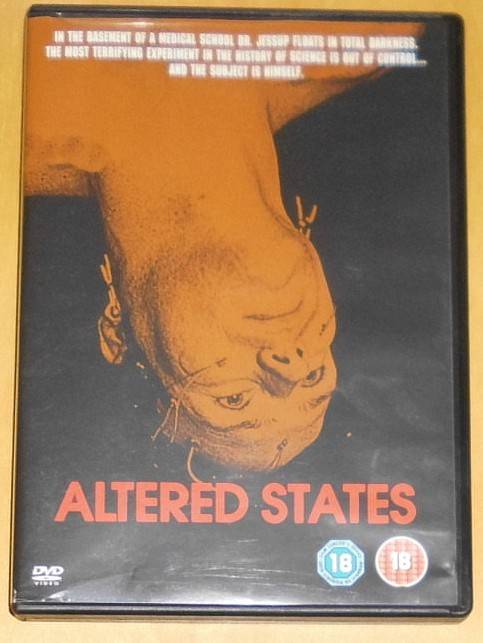 IN THE BASEMENT OF A MEDICAL SCHOOL DR. JESSUP FLOATS IN TOTAL DARKNESS.
THE MOST TERRIFYING EXPERIMENT IN THE HISTORY OF SCIENCE IS OUT OF CONTROL...
AND THE SUBJECT IS HIMSELF.
ALTERED STATES
DVD
VIDEO
18
18